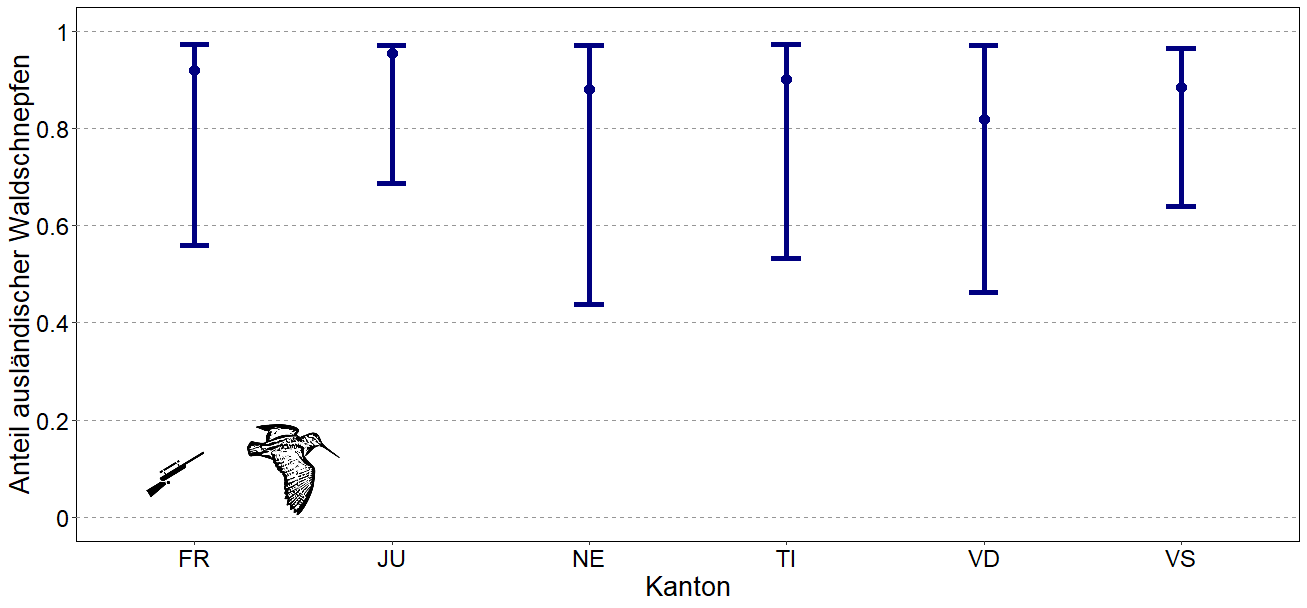 Anteil ausländischer Waldschnepfen
1
0.8
0.6
0.4
0.2
0
FR JU NE TI VD VS
Kanton